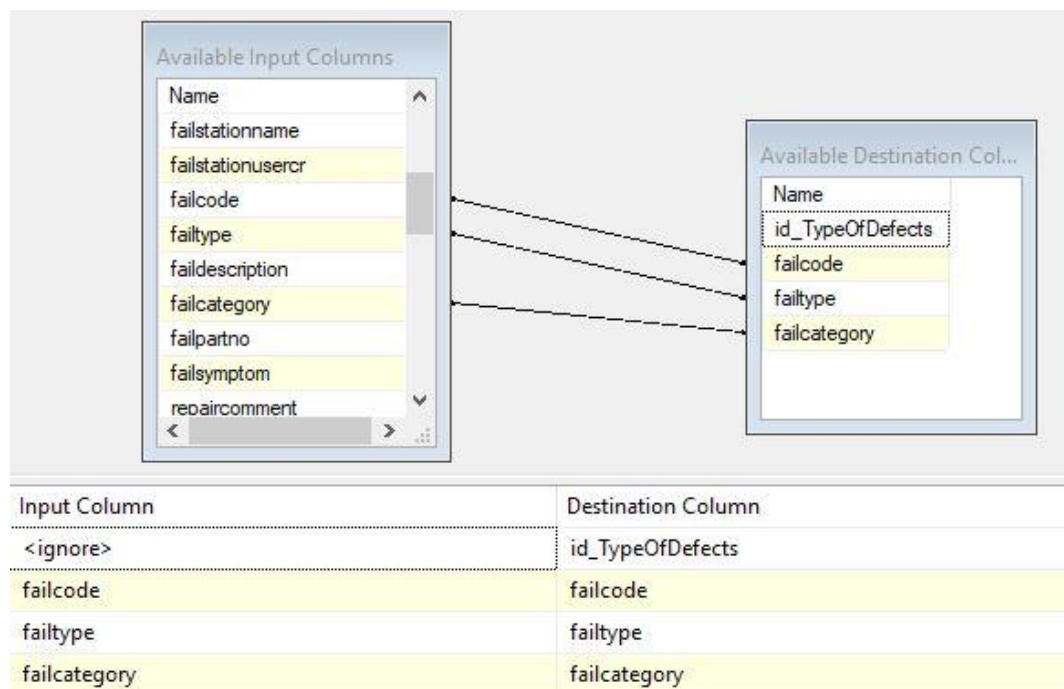 Available Input Columns
Name
failstationname
failstationusercr
failcode
failtype
faildescription
failcategory
failpartno
failsymptom
repaircomment
Available Destination Col...
Name
id_TypeOfDefects
failcode
failtype
failcategory
Input Column Destination Column
<ignore> id_TypeOfDefects
failcode failcode
failtype failtype
failcategory failcategory